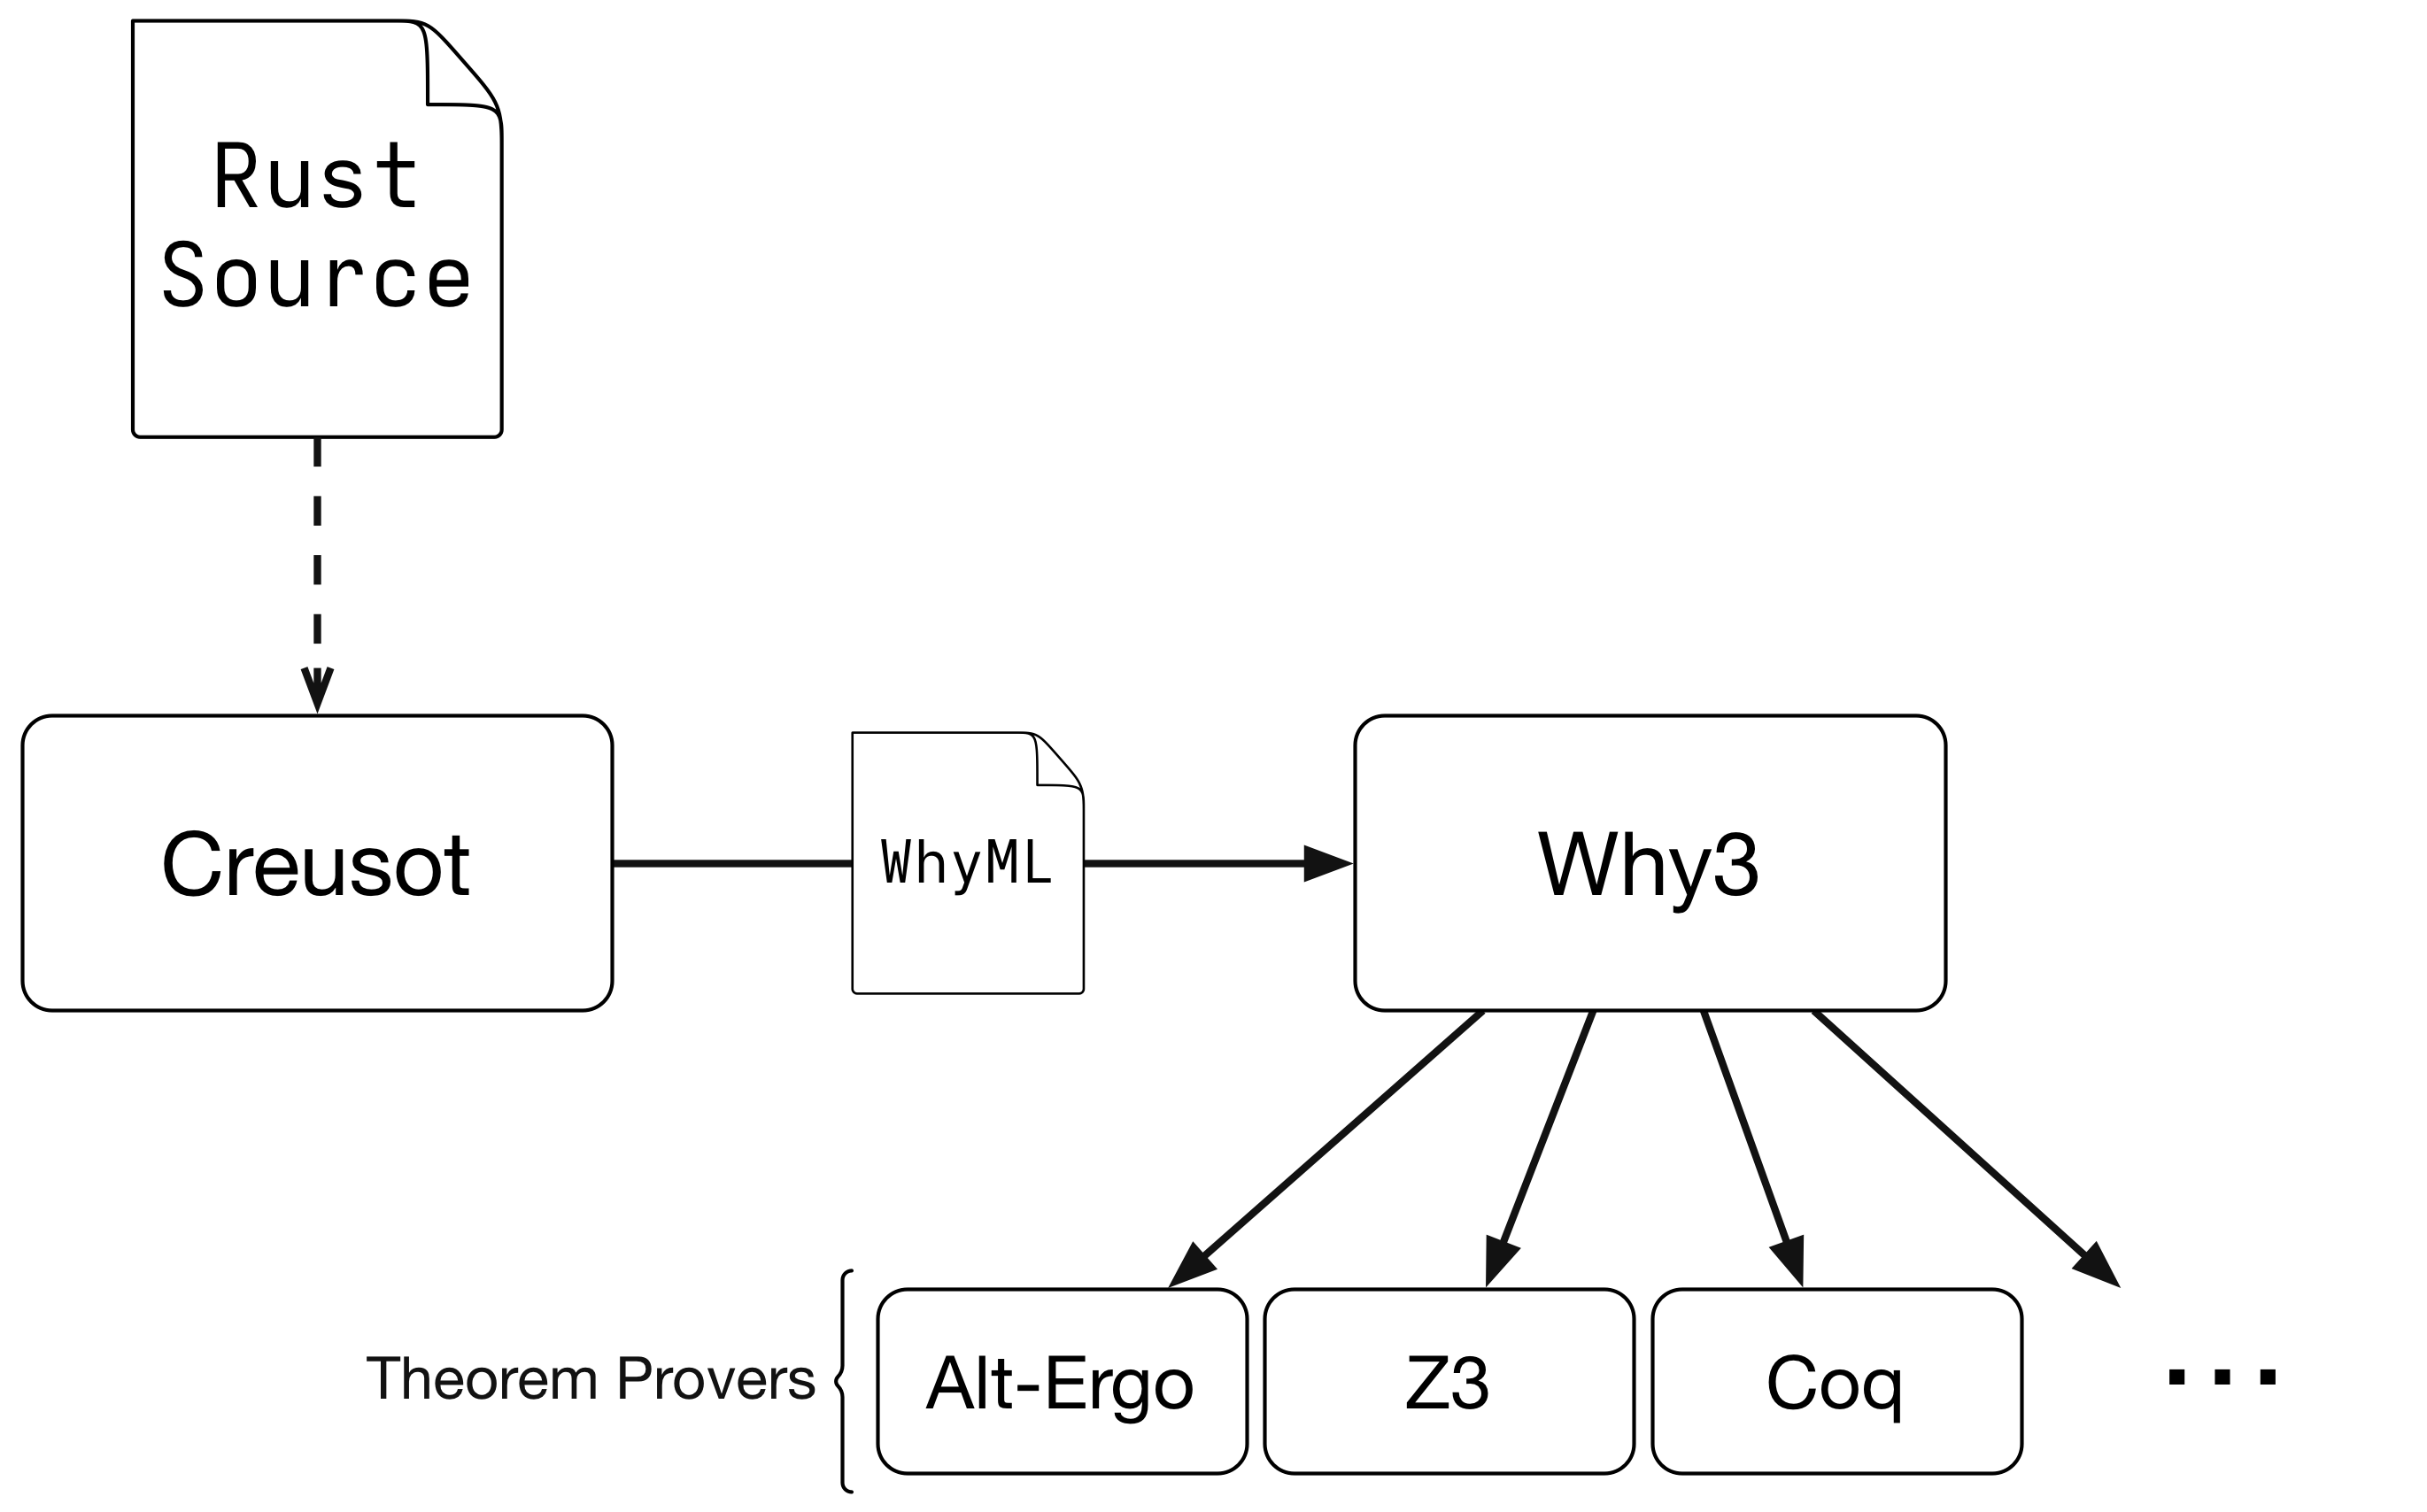 Rust
Source
Creusot
WhyML
Why3
Theorem Provers
Alt-Ergo
Z3
Coq
...